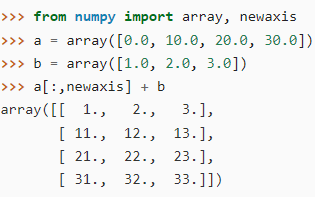 >>> from numpy import array, newaxis
>>> a = array([0.0, 10.0, 20.0, 30.0])
>>> b = array([1.0, 2.0, 3.0])
>>> a[:,newaxis] + b
array([[  1.,   2.,   3.],
       [ 11.,  12.,  13.],
       [ 21.,  22.,  23.],
       [ 31.,  32.,  33.]])